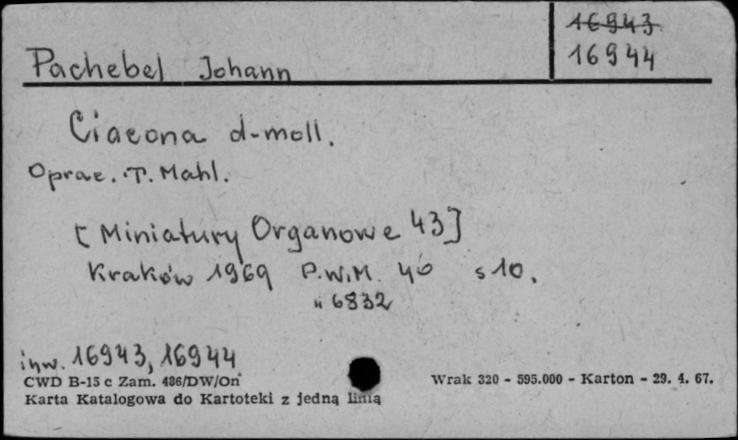 16943
16944
Pachebel Johann
Ciacona d-moll.
Oprac. T. Mahl.
[Miniatury Organowe 43]
Kraków 1969 P.W.M. 4° s 10.
n 6832
inw. 16943, 16944
CWD B-15 c Zam. 486/DW/On
Wrak 320 - 595.000 - Karton - 29. 4. 67.
Karta Katalogowa do Kartoteki z jedną linią